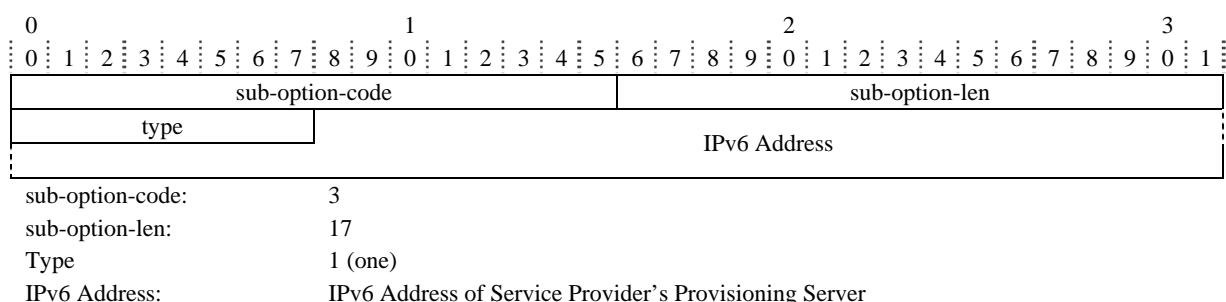 0 1 2 3
0 1 2 3 4 5 6 7 8 9 0 1 2 3 4 5 6 7 8 9 0 1 2 3 4 5 6 7 8 9 0 1
sub-option-code sub-option-len
type
IPv6 Address
sub-option-code: 3
sub-option-len: 17
Type 1 (one)
IPv6 Address: IPv6 Address of Service Provider’s Provisioning Server